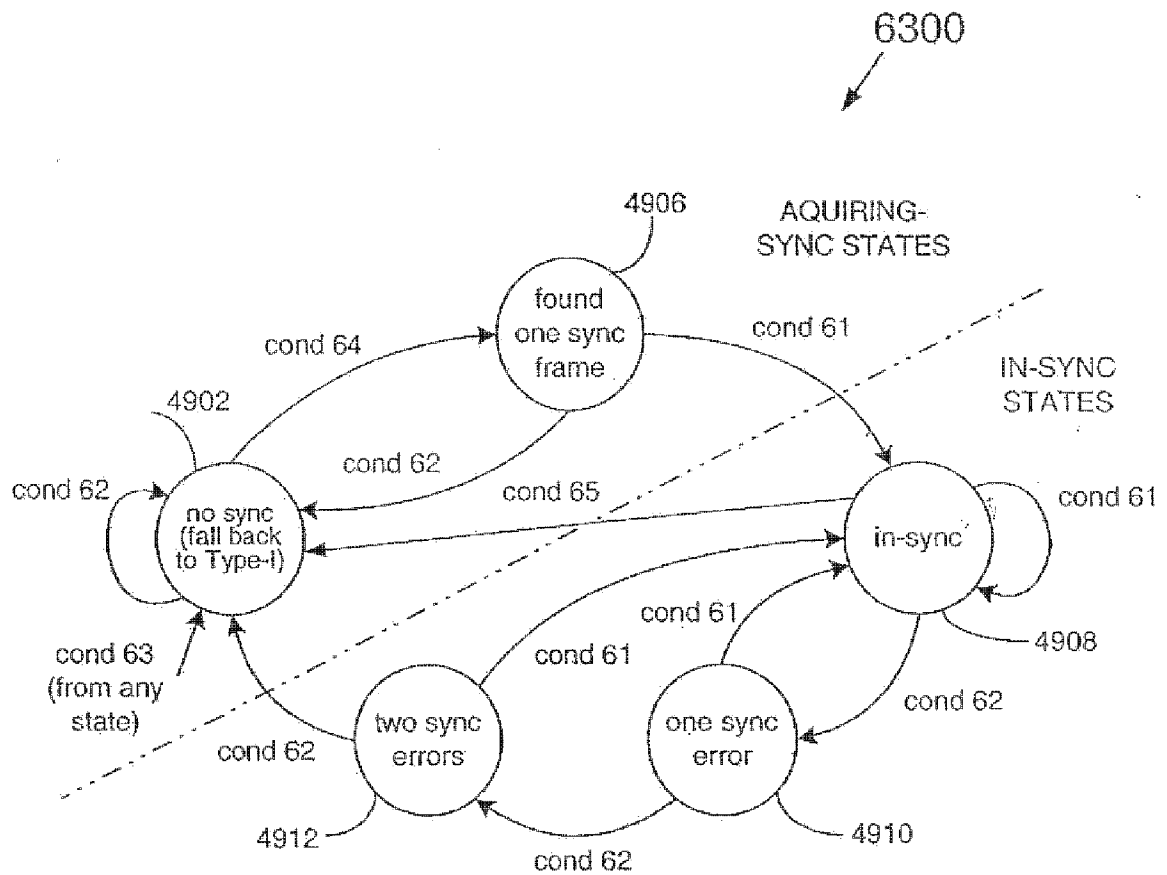 6300
4906
AQUIRING-
SYNC STATES
found
one sync
frame
cond 64
cond 61
IN-SYNC
STATES
4902
cond 62
cond 62
cond 65
cond 61
no sync
(fall back
to Type-I)
in-sync
cond 61
4908
cond 63
(from any
state)
cond 61
cond 62
cond 62
two sync
errors
one sync
error
4912
4910
cond 62